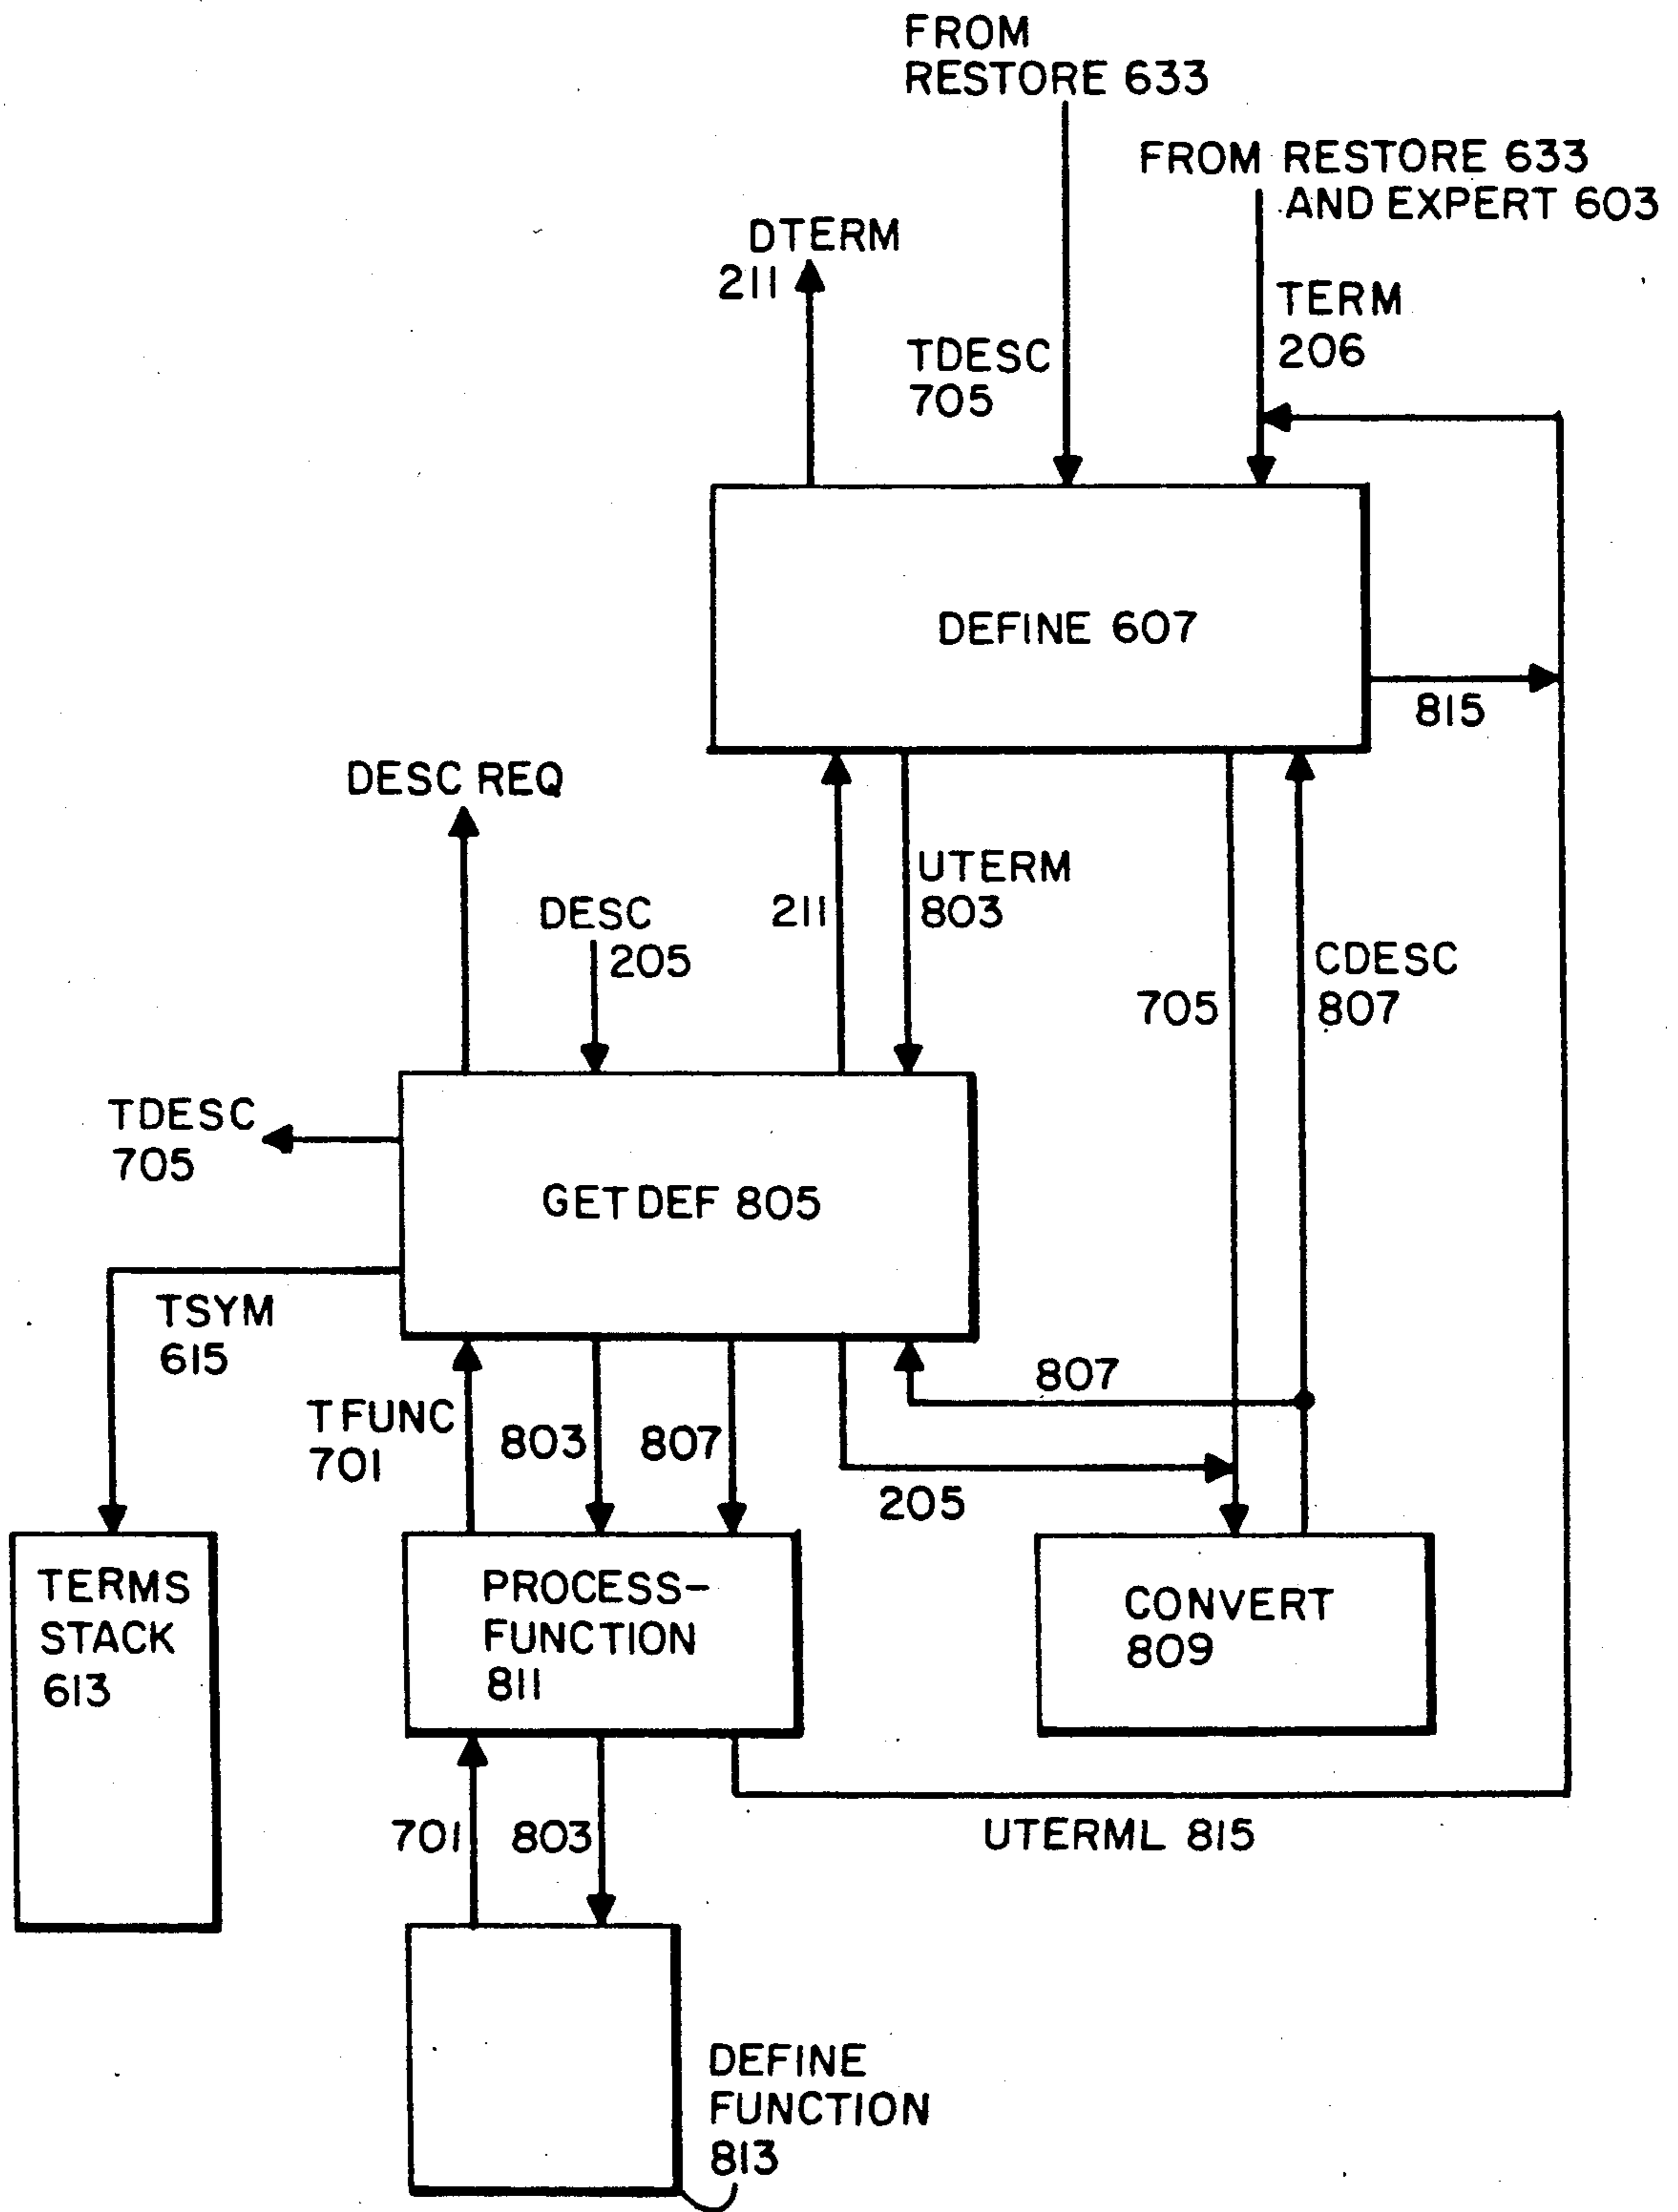 FROM
RESTORE 633
FROM RESTORE 633
AND EXPERT 603
DTERM
211
TERM
206
TDESC
705
DEFINE 607
815
DESC REQ
UTERM
803
DESC
205
211
CDESC
807
705
TDESC
705
GETDEF 805
TSYM
615
807
TFUNC
701
803
807
205
TERMS
STACK
613
PROCESS-
FUNCTION
811
CONVERT
809
701
803
UTERML 815
DEFINE
FUNCTION
813